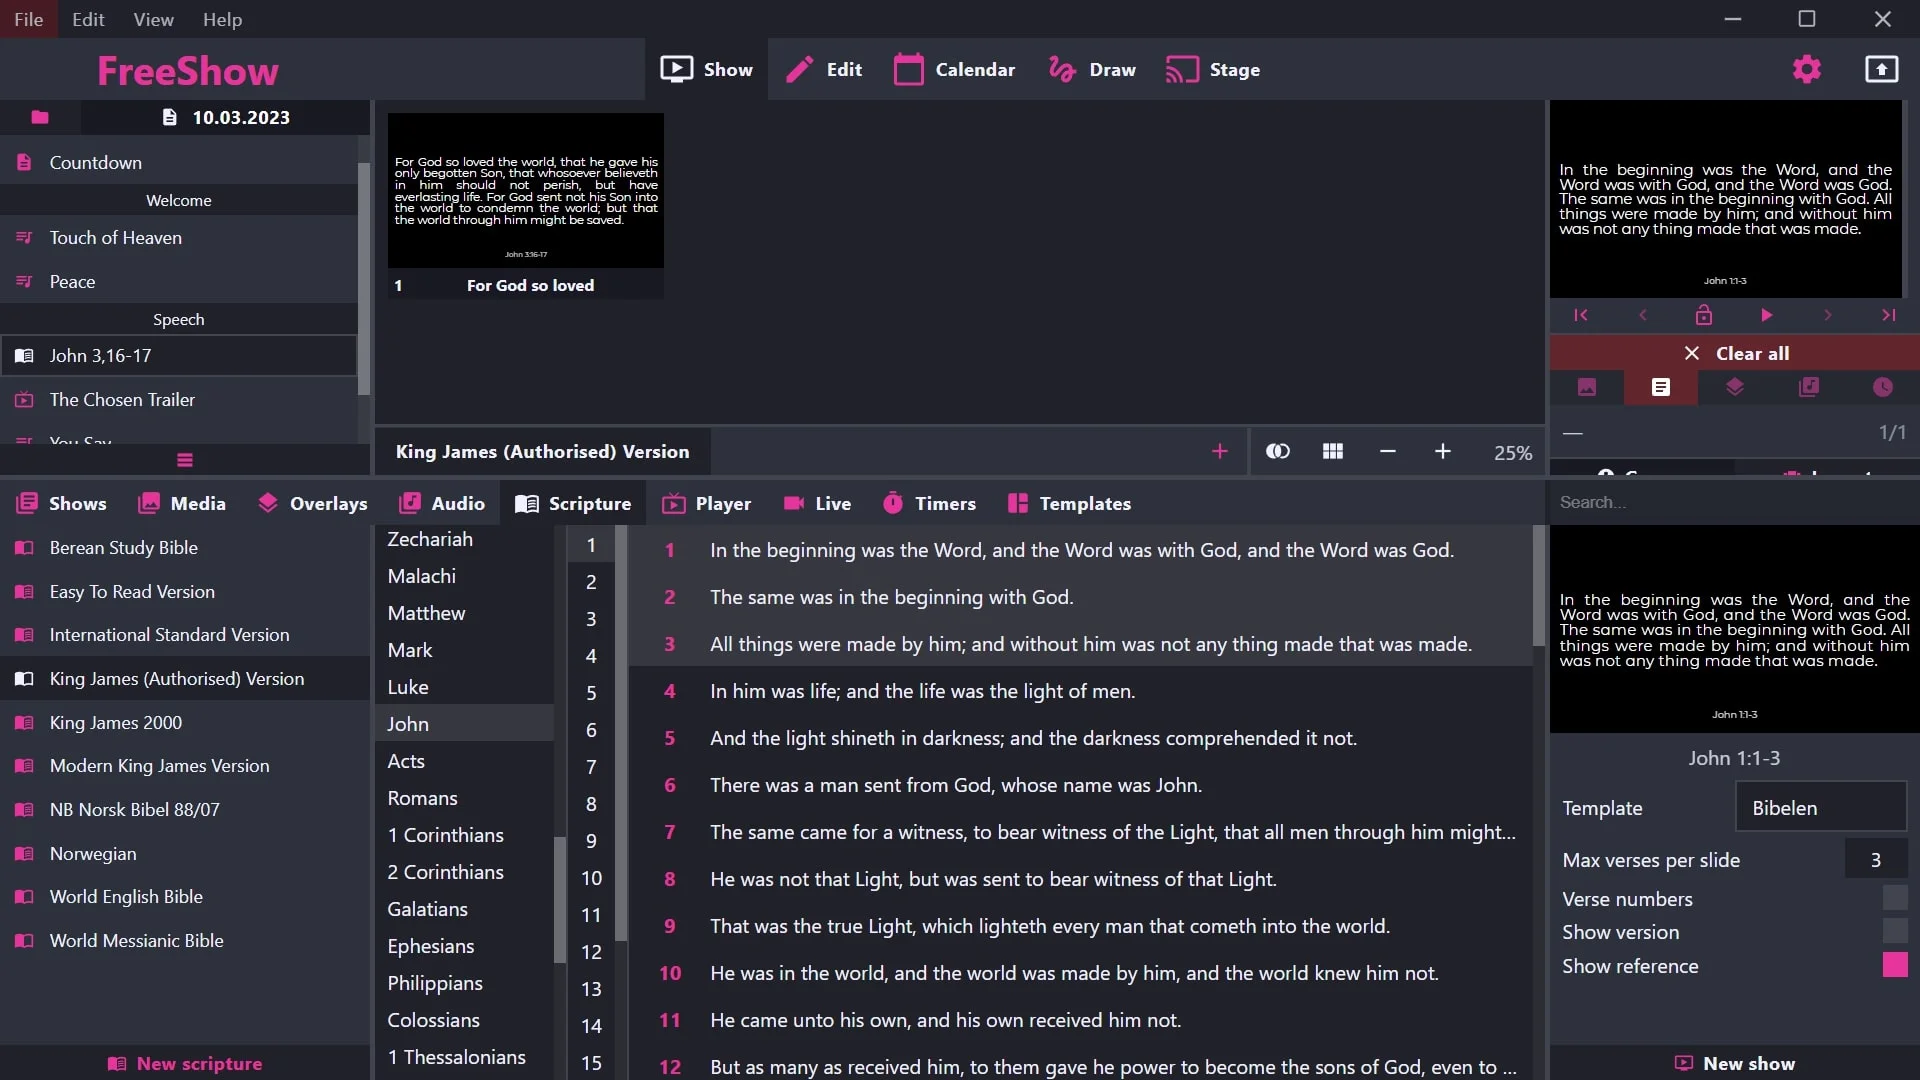 File Edit View Help
FreeShow
Show Edit Calendar Draw Stage
10.03.2023
Countdown
Welcome
Touch of Heaven
Peace
Speech
John 3,16-17
The Chosen Trailer
You Say
For God so loved the world, that he gave his
only begotten Son, that whosoever believeth
in him should not perish, but have
everlasting life. For God sent not his Son into
the world to condemn the world; but that
the world through him might be saved.
John 3:16-17
1 For God so loved
King James (Authorised) Version
25%
In the beginning was the Word, and the
Word was with God, and the Word was God.
The same was in the beginning with God. All
things were made by him; and without him
was not any thing made that was made.
John 1:1-3
Clear all
—
1/1
Shows Media Overlays Audio Scripture Player Live Timers Templates
Search...
Berean Study Bible
Easy To Read Version
International Standard Version
King James (Authorised) Version
King James 2000
Modern King James Version
NB Norsk Bibel 88/07
Norwegian
World English Bible
World Messianic Bible
New scripture
Zechariah
Malachi
Matthew
Mark
Luke
John
Acts
Romans
1 Corinthians
2 Corinthians
Galatians
Ephesians
Philippians
Colossians
1 Thessalonians
1
2
3
4
5
6
7
8
9
10
11
12
13
14
15
1 In the beginning was the Word, and the Word was with God, and the Word was God.
2 The same was in the beginning with God.
3 All things were made by him; and without him was not any thing made that was made.
4 In him was life; and the life was the light of men.
5 And the light shineth in darkness; and the darkness comprehended it not.
6 There was a man sent from God, whose name was John.
7 The same came for a witness, to bear witness of the Light, that all men through him might...
8 He was not that Light, but was sent to bear witness of that Light.
9 That was the true Light, which lighteth every man that cometh into the world.
10 He was in the world, and the world was made by him, and the world knew him not.
11 He came unto his own, and his own received him not.
12 But as many as received him, to them gave he power to become the sons of God, even to ...
In the beginning was the Word, and the
Word was with God, and the Word was God.
The same was in the beginning with God. All
things were made by him; and without him
was not any thing made that was made.
John 1:1-3
John 1:1-3
Template Bibelen
Max verses per slide 3
Verse numbers
Show version
Show reference
New show